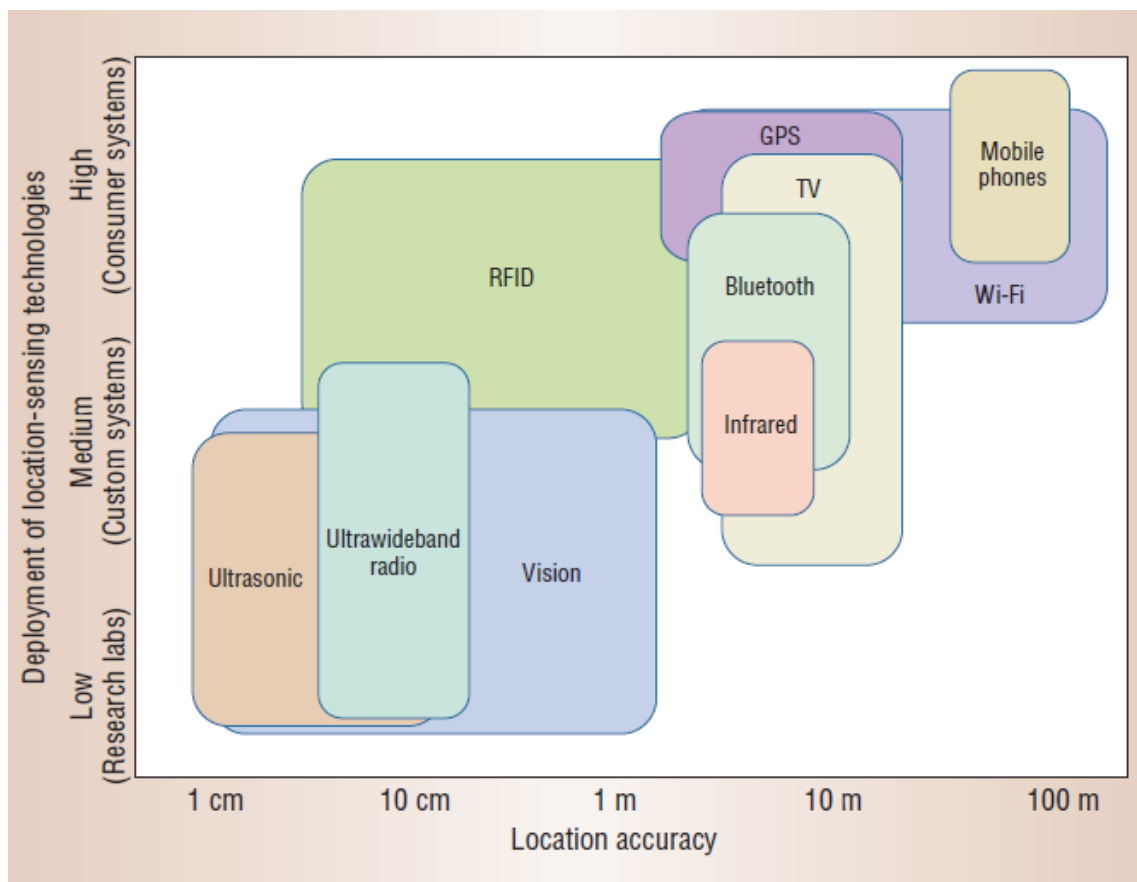 Deployment of location-sensing technologies
High
(Consumer systems)
Medium
(Custom systems)
Low
(Research labs)
GPS
TV
Mobile
phones
RFID
Bluetooth
Wi-Fi
Infrared
Ultrasonic
Ultrawideband
radio
Vision
1 cm
10 cm
1 m
10 m
100 m
Location accuracy